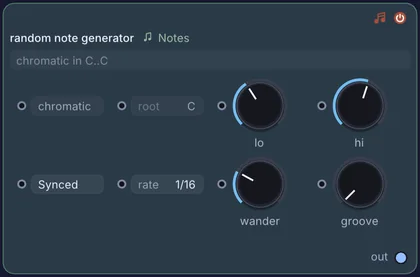 random note generator Notes
chromatic in C..C
chromatic root C
lo hi
Synced rate 1/16
wander groove
out